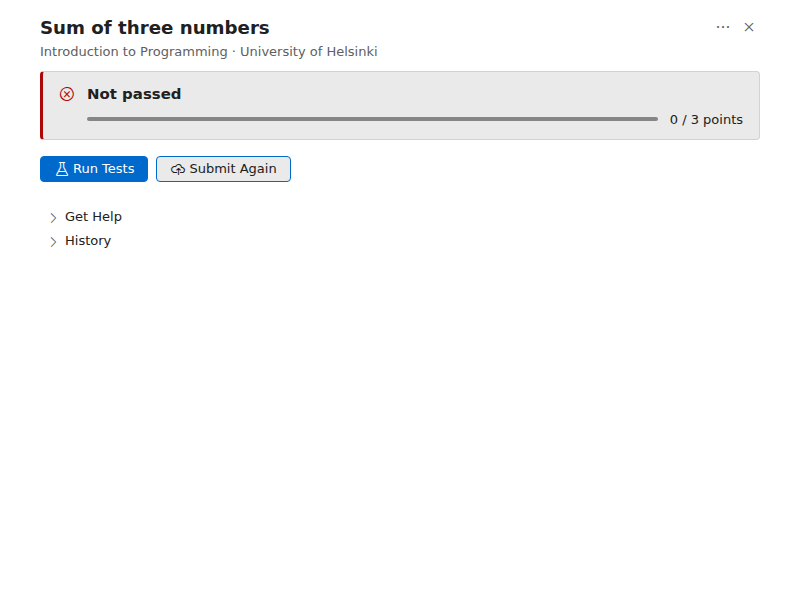 Sum of three numbers
Introduction to Programming · University of Helsinki
Not passed
0 / 3 points
Run Tests
Submit Again
Get Help
History